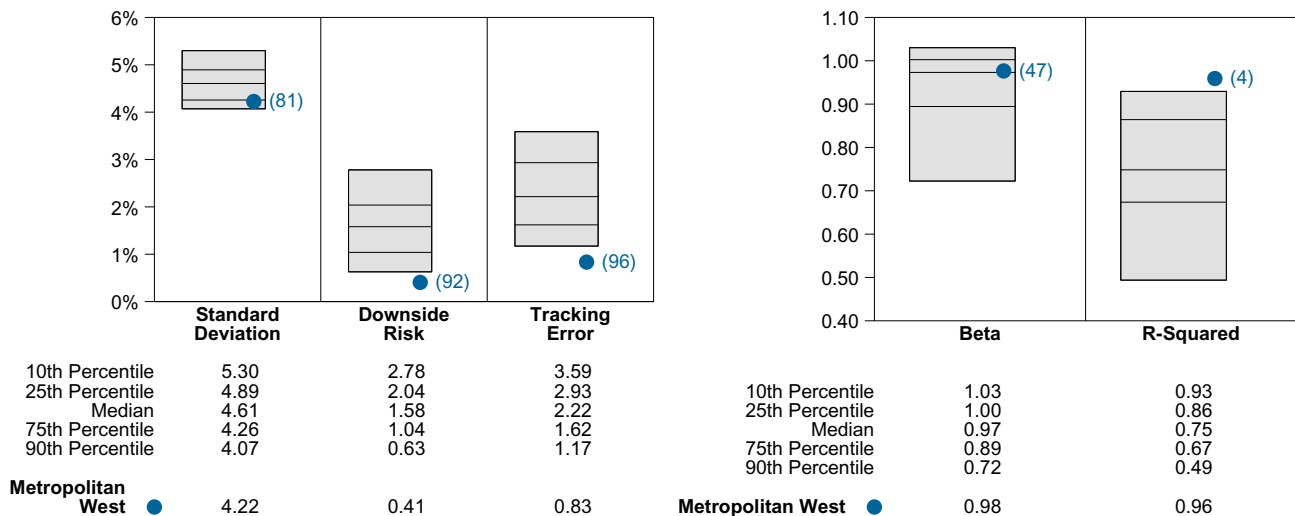 6%
5%
4%
3%
2%
1%
0%
(81)
(92)
(96)
Standard Deviation
Downside Risk
Tracking Error
10th Percentile 5.30 2.78 3.59
25th Percentile 4.89 2.04 2.93
Median 4.61 1.58 2.22
75th Percentile 4.26 1.04 1.62
90th Percentile 4.07 0.63 1.17
Metropolitan
West 4.22 0.41 0.83
1.10
1.00
0.90
0.80
0.70
0.60
0.50
0.40
(47)
(4)
Beta R-Squared
10th Percentile 1.03 0.93
25th Percentile 1.00 0.86
Median 0.97 0.75
75th Percentile 0.89 0.67
90th Percentile 0.72 0.49
Metropolitan West 0.98 0.96